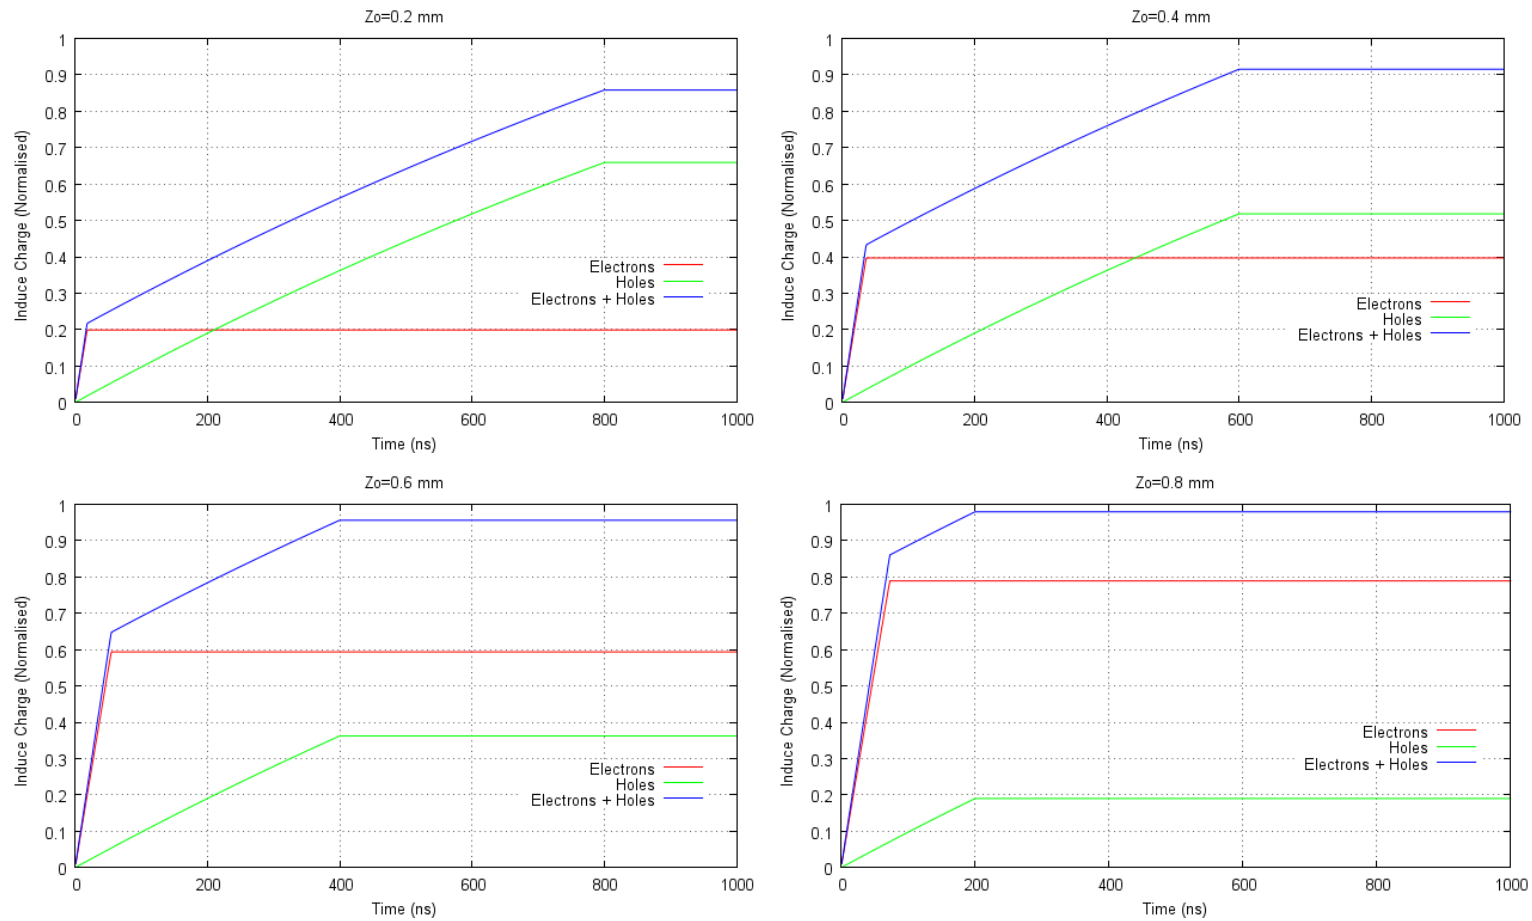 Zo=0.2 mm
1
0.9
0.8
0.7
0.6
0.5
0.4
0.3
0.2
0.1
0
Induce Charge (Normalised)
Electrons
Holes
Electrons + Holes
0 200 400 600 800 1000
Time (ns)
Zo=0.4 mm
1
0.9
0.8
0.7
0.6
0.5
0.4
0.3
0.2
0.1
0
Induce Charge (Normalised)
Electrons
Holes
Electrons + Holes
0 200 400 600 800 1000
Time (ns)
Zo=0.6 mm
1
0.9
0.8
0.7
0.6
0.5
0.4
0.3
0.2
0.1
0
Induce Charge (Normalised)
Electrons
Holes
Electrons + Holes
0 200 400 600 800 1000
Time (ns)
Zo=0.8 mm
1
0.9
0.8
0.7
0.6
0.5
0.4
0.3
0.2
0.1
0
Induce Charge (Normalised)
Electrons
Holes
Electrons + Holes
0 200 400 600 800 1000
Time (ns)